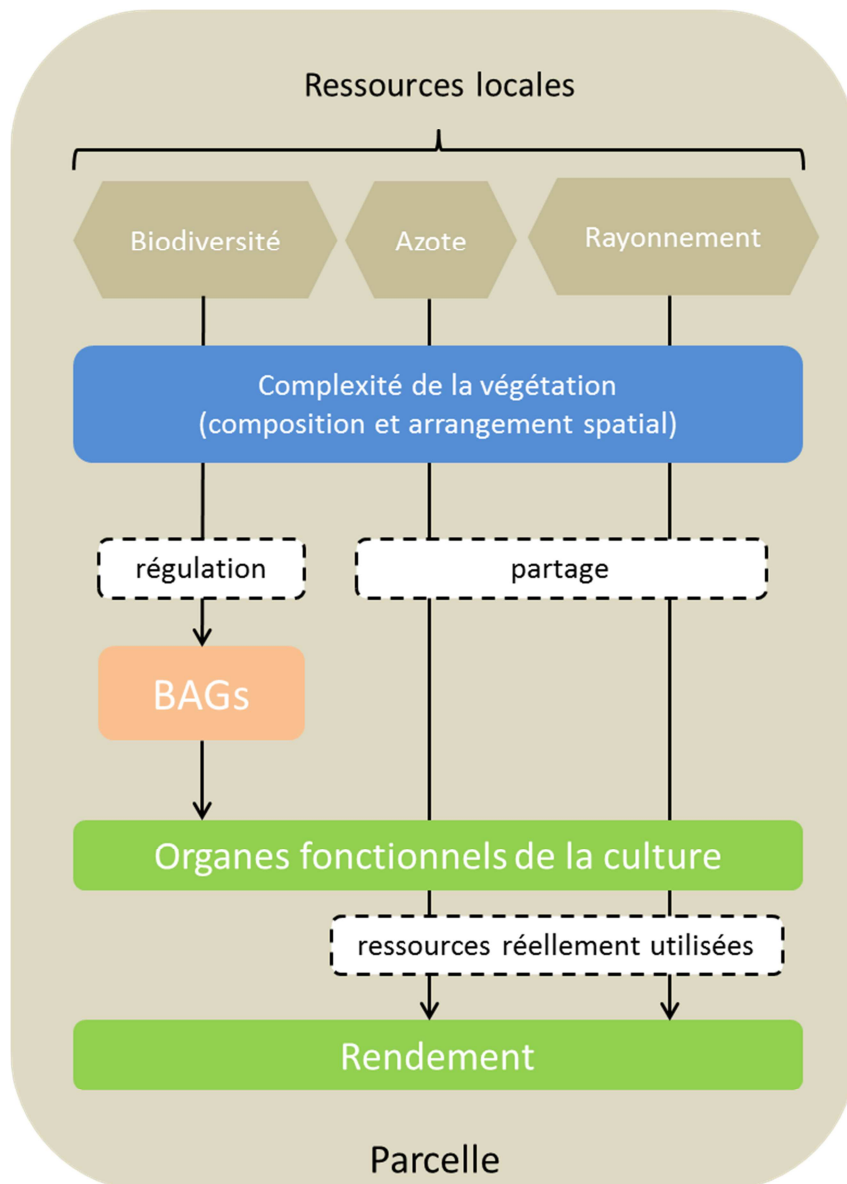 Ressources locales
Biodiversité
Azote
Rayonnement
Complexité de la végétation
(composition et arrangement spatial)
régulation
partage
BAGs
Organes fonctionnels de la culture
ressources réellement utilisées
Rendement
Parcelle